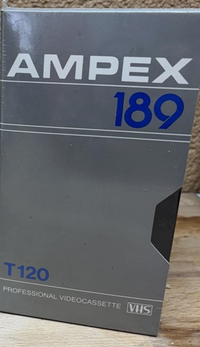 AMPEX
189
T120
PROFESSIONAL VIDEOCASSETTE VHS